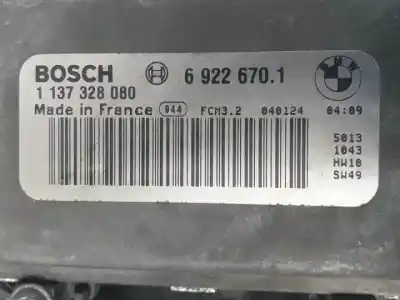 BOSCH 6 922 670.1
1 137 328 080
Made in France 944 FCM3.2 040124 04:09
5013
1043
HW10
SW49
BMW